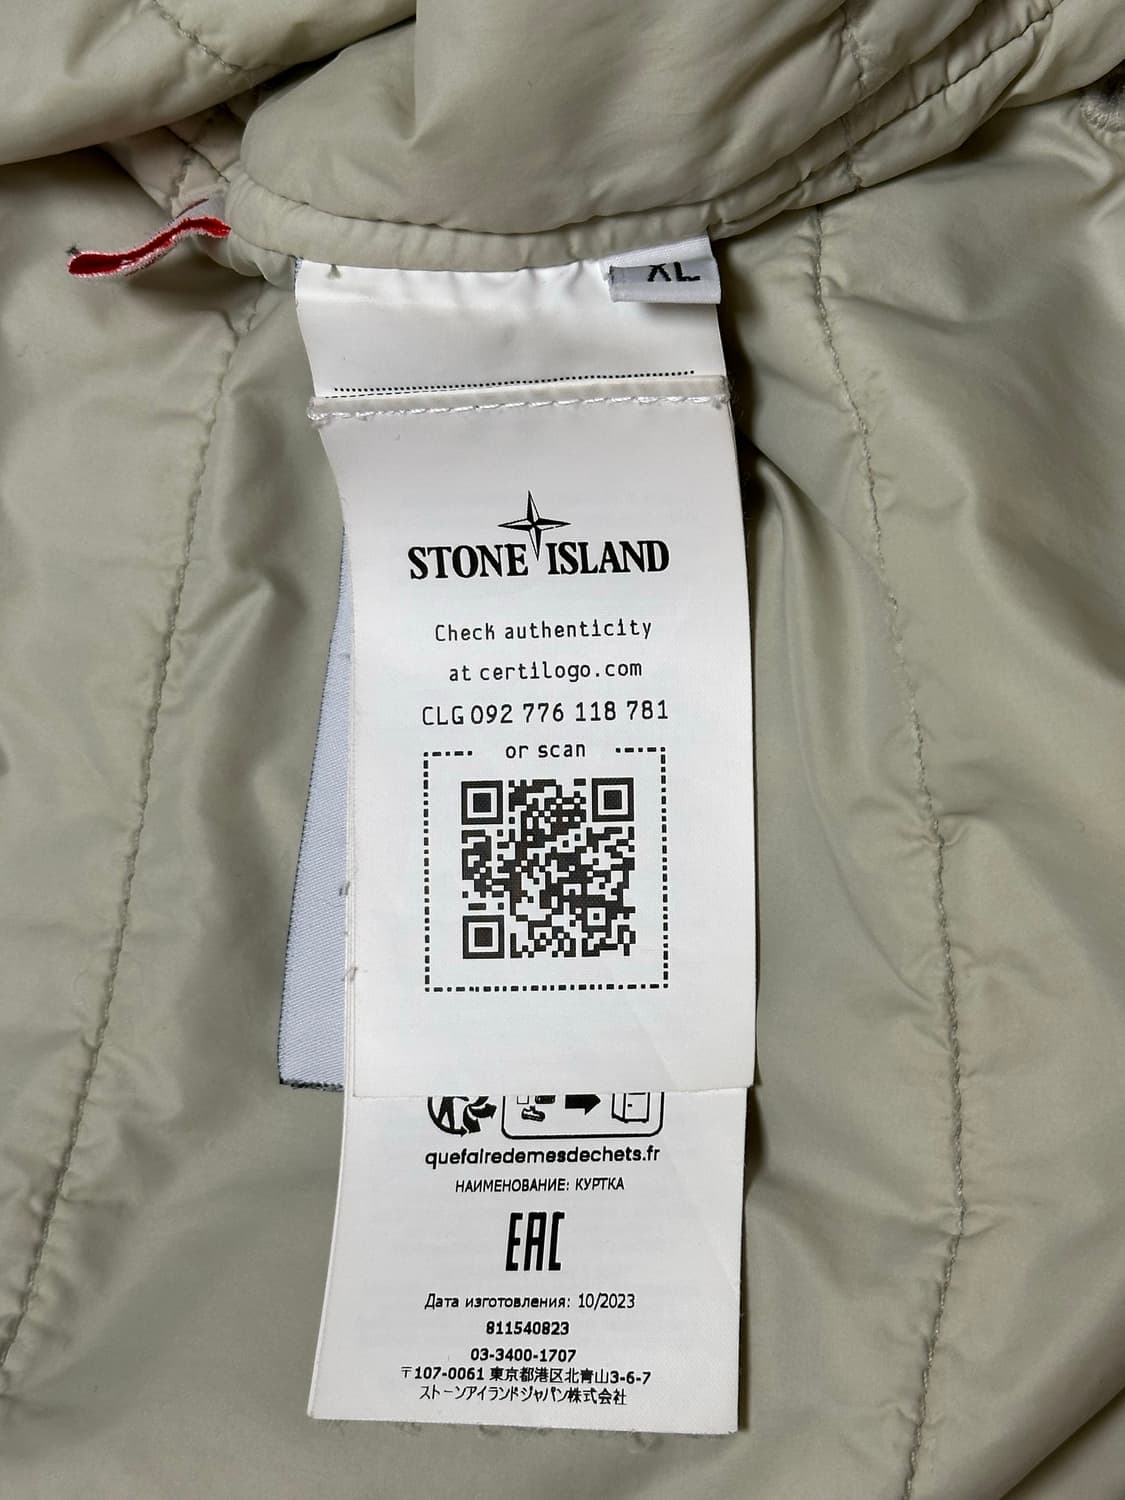 XL
STONE ISLAND
Check authenticity
at certilogo.com
CLG 092 776 118 781
or scan
quefairedemesdechets.fr
НАИМЕНОВАНИЕ: КУРТКА
EAC
Дата изготовления: 10/2023
811540823
03-3400-1707
〒107-0061 東京都港区北青山3-6-7
ストーンアイランドジャパン株式会社